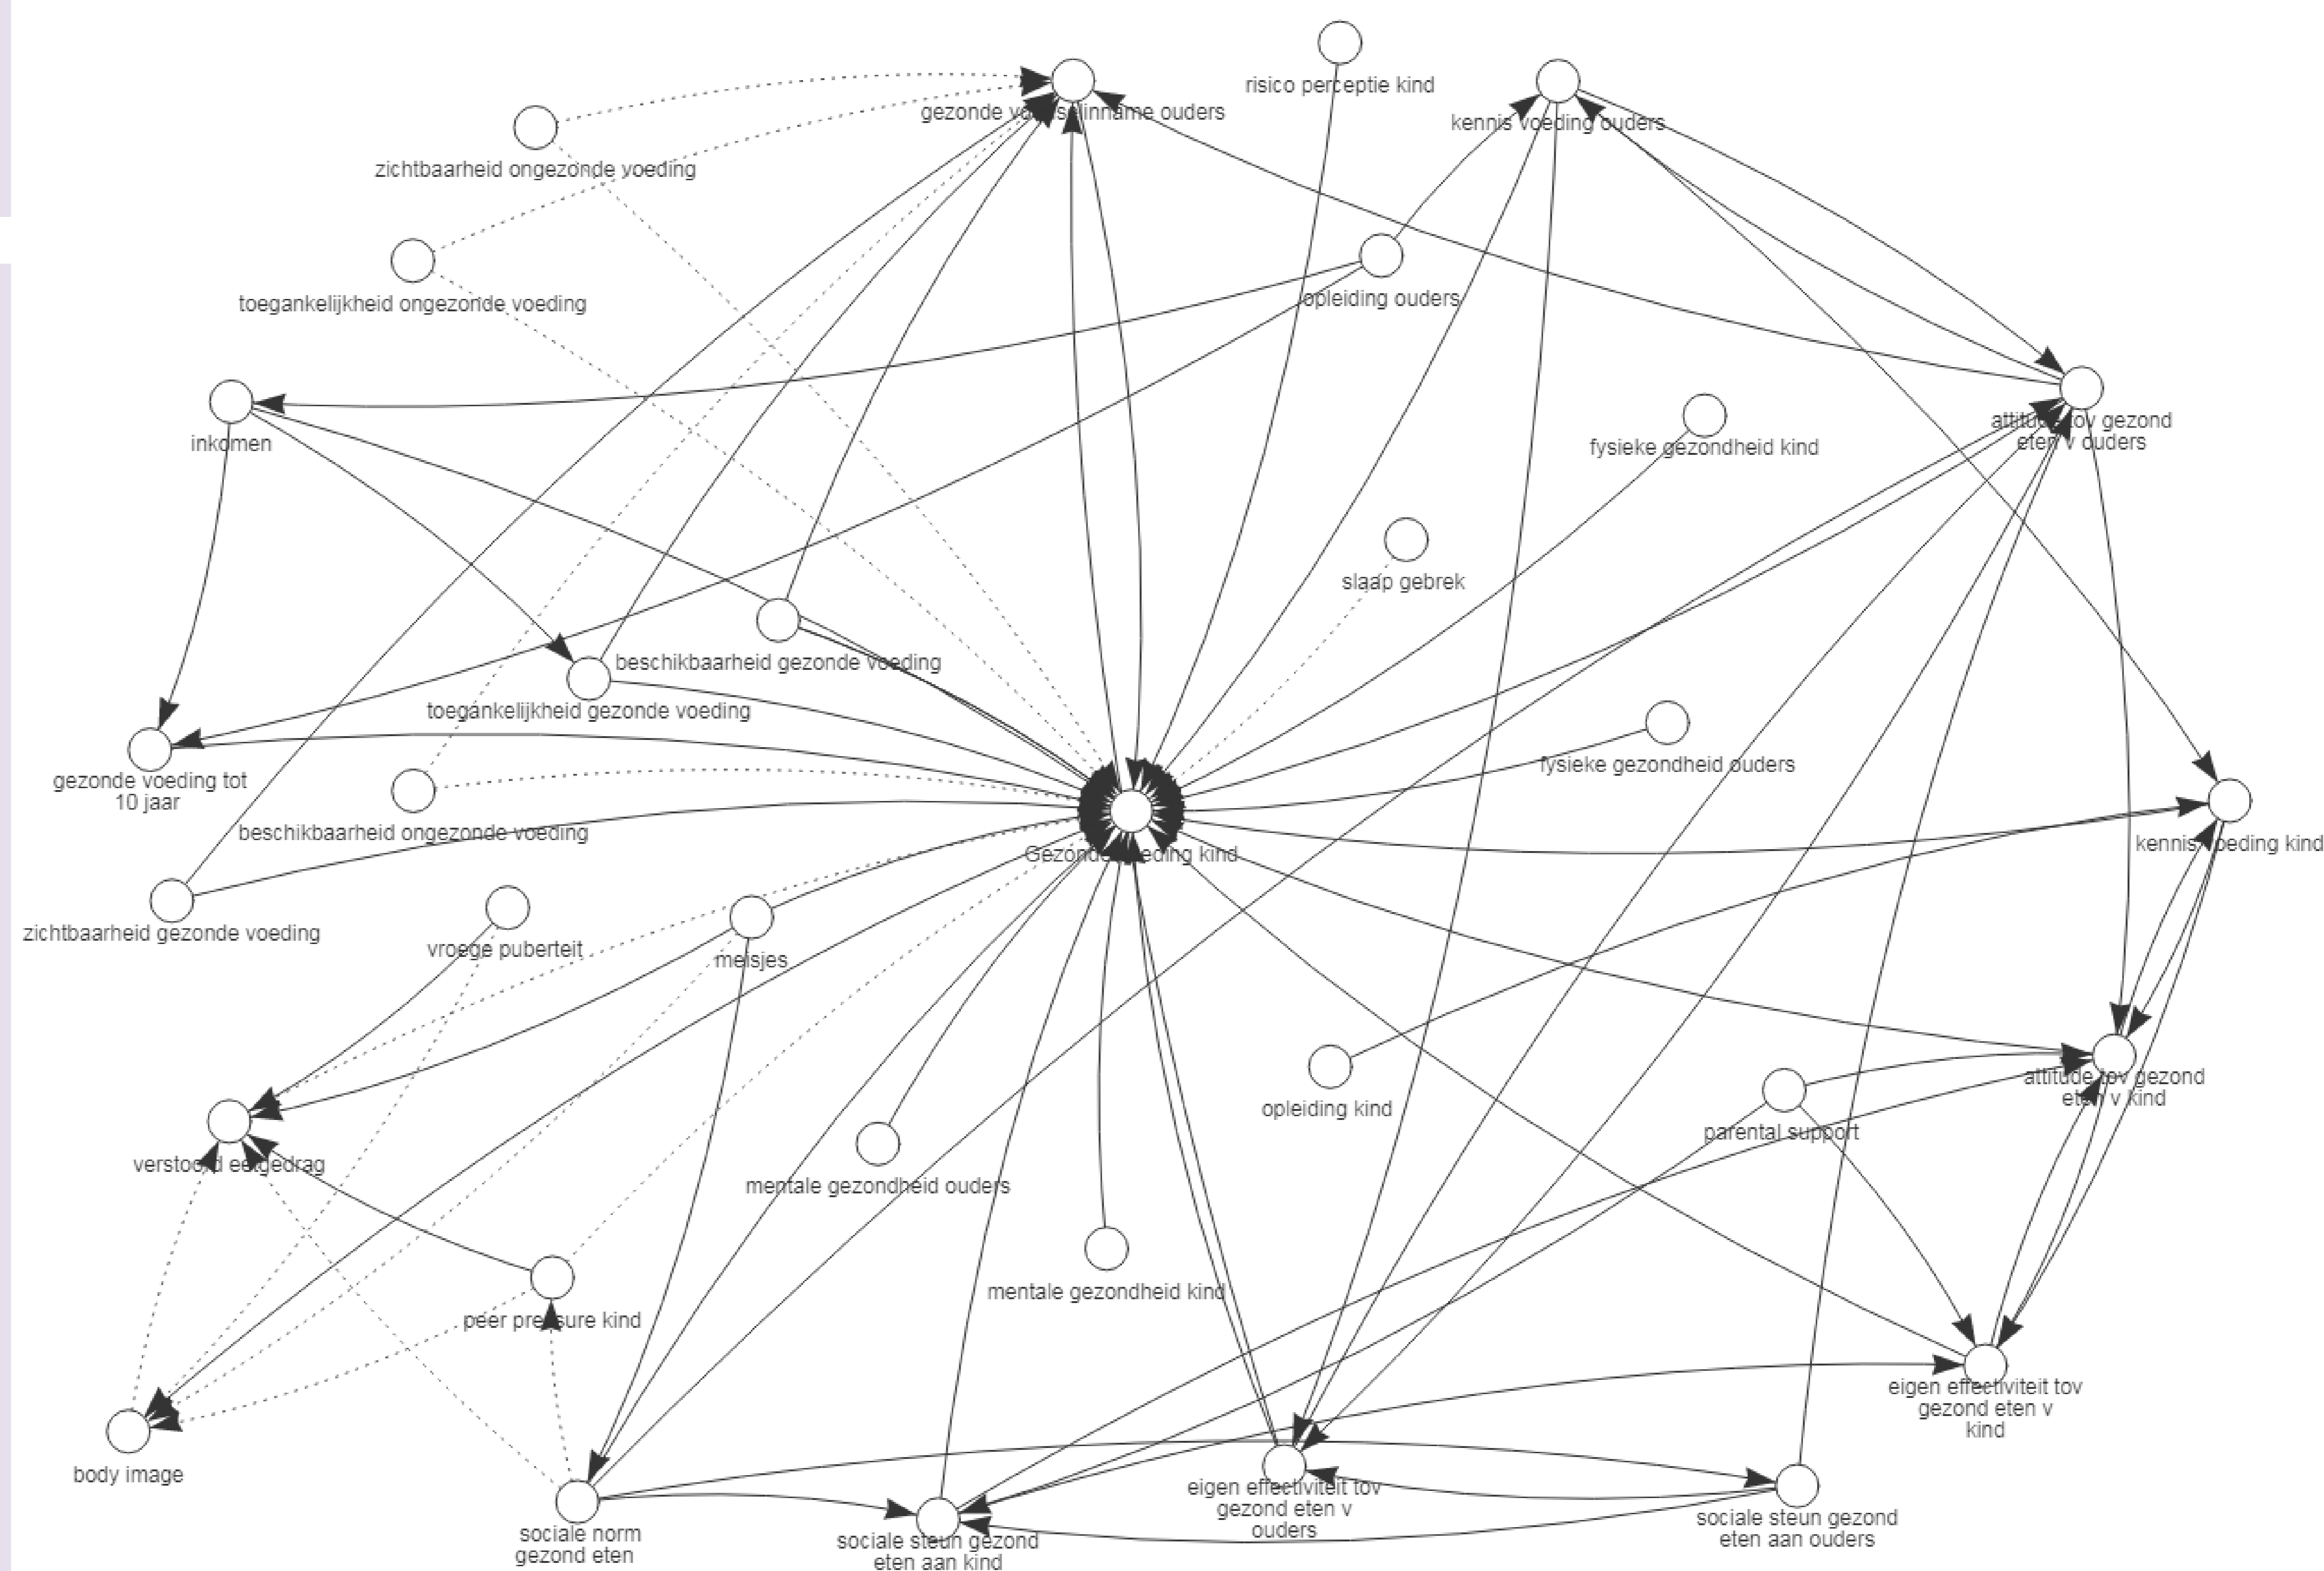 risico perceptie kind
gezonde voedselinname ouders
kennis voeding ouders
zichtbaarheid ongezonde voeding
toegankelijkheid ongezonde voeding
opleiding ouders
inkomen
attitude tov gezond
eten v ouders
fysieke gezondheid kind
slaap gebrek
beschikbaarheid gezonde voeding
toegankelijkheid gezonde voeding
fysieke gezondheid ouders
gezonde voeding tot
10 jaar
beschikbaarheid ongezonde voeding
Gezonde voeding kind
kennis voeding kind
zichtbaarheid gezonde voeding
vroege puberteit
meisjes
attitude tov gezond
eten v kind
opleiding kind
parental support
verstoord eetgedrag
mentale gezondheid ouders
mentale gezondheid kind
peer pressure kind
eigen effectiviteit tov
gezond eten v
kind
body image
eigen effectiviteit tov
gezond eten v
ouders
sociale norm
gezond eten
sociale steun gezond
eten aan kind
sociale steun gezond
eten aan ouders